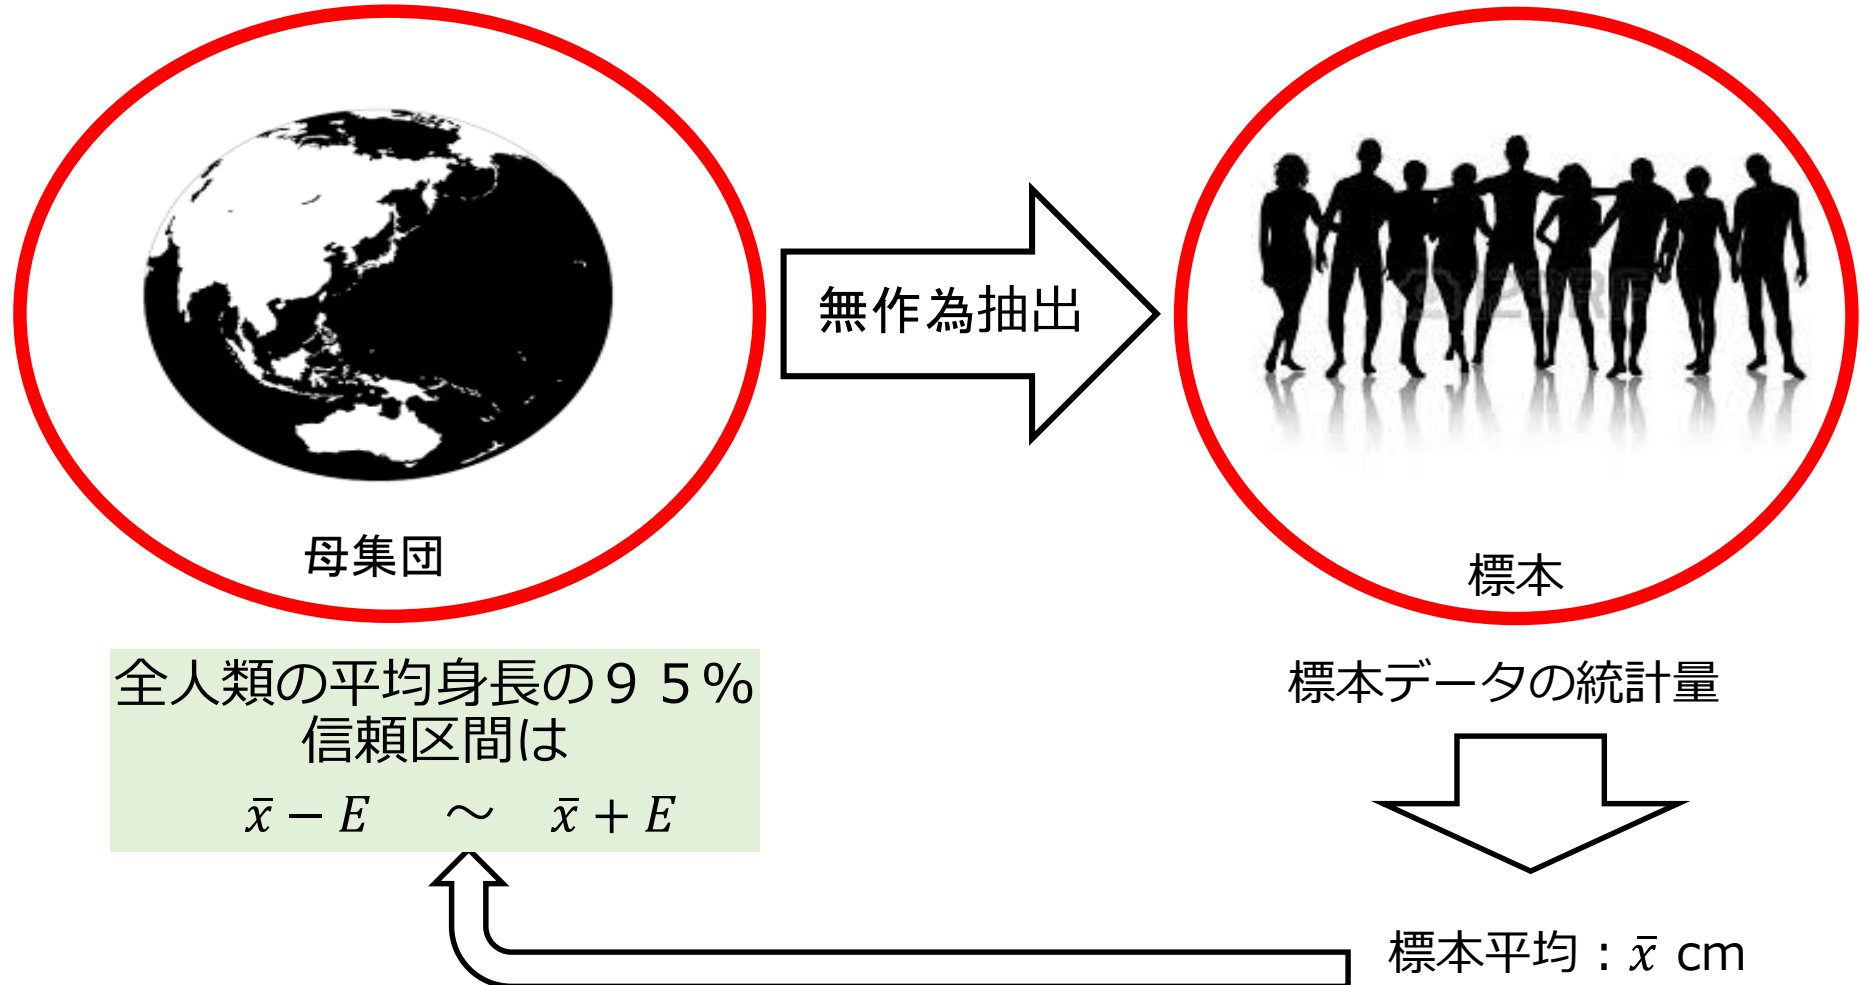 無作為抽出
母集団
標本
全人類の平均身長の９５%
信頼区間は
x̄ − E ～ x̄ + E
標本データの統計量
標本平均：x̄ cm